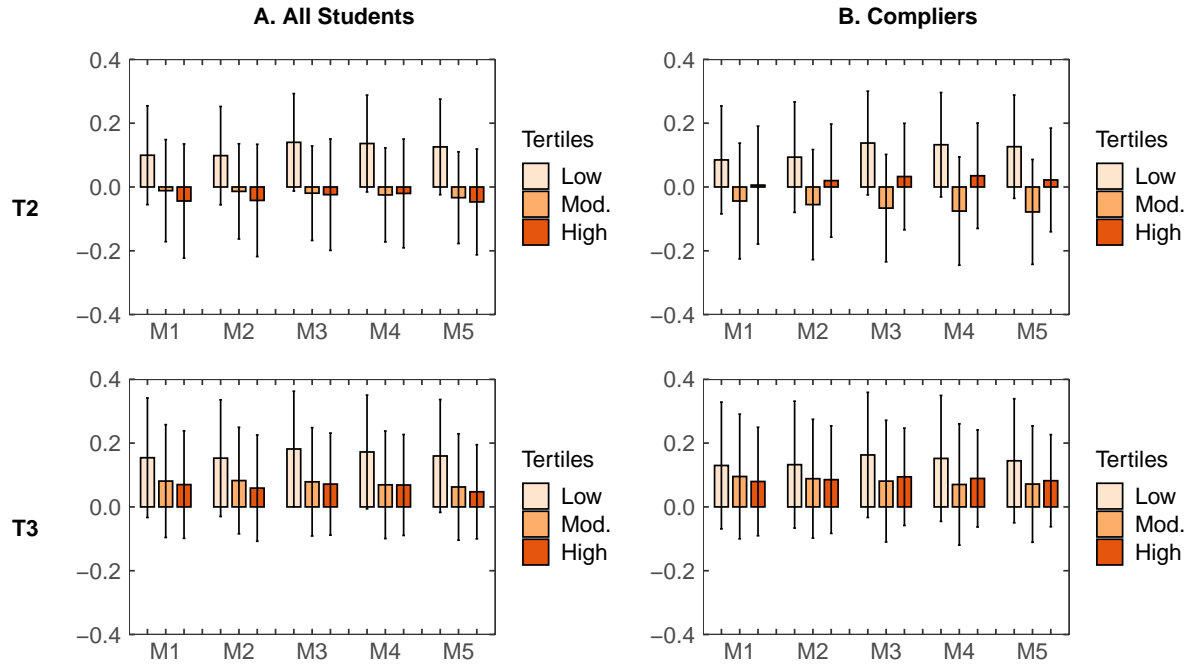 A. All Students
B. Compliers
T2
0.4
0.2
0.0
−0.2
−0.4
M1 M2 M3 M4 M5
Tertiles
Low
Mod.
High
0.4
0.2
0.0
−0.2
−0.4
M1 M2 M3 M4 M5
Tertiles
Low
Mod.
High
T3
0.4
0.2
0.0
−0.2
−0.4
M1 M2 M3 M4 M5
Tertiles
Low
Mod.
High
0.4
0.2
0.0
−0.2
−0.4
M1 M2 M3 M4 M5
Tertiles
Low
Mod.
High